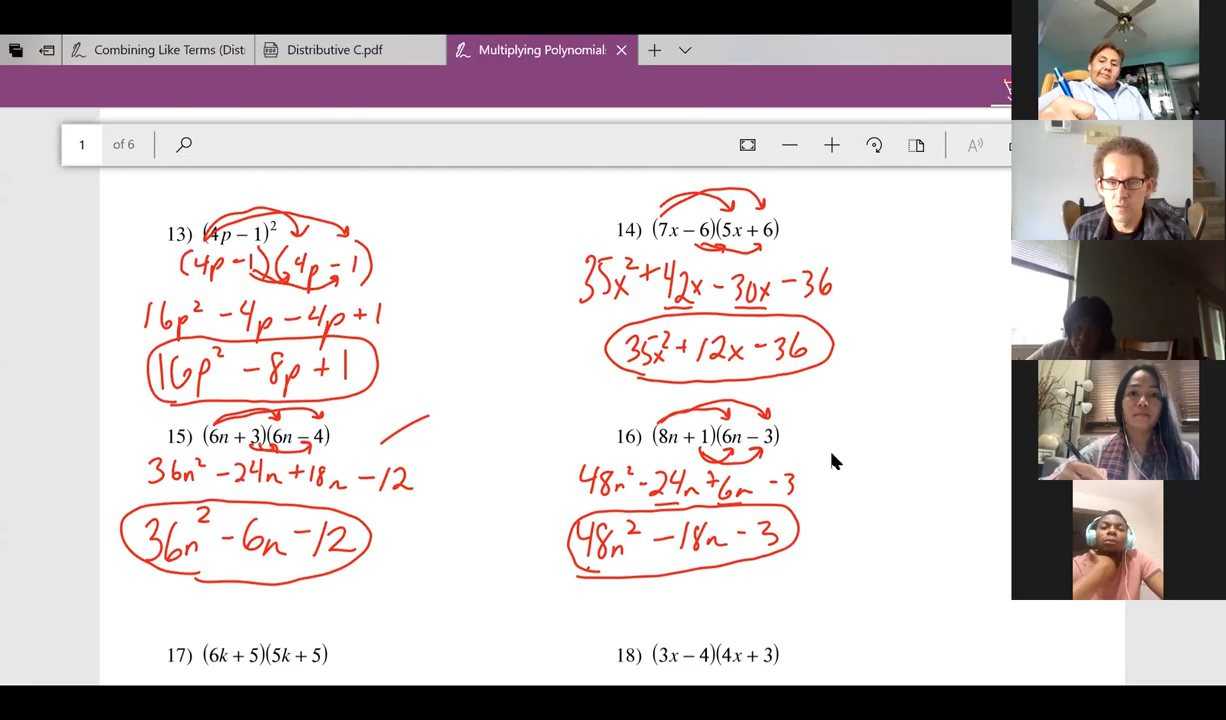 Combining Like Terms (Dist
Distributive C.pdf
Multiplying Polynomials
1 of 6
13) (4p − 1)²
(4p − 1)(4p − 1)
16p² − 4p − 4p + 1
16p² − 8p + 1
14) (7x − 6)(5x + 6)
35x² + 42x − 30x − 36
35x² + 12x − 36
15) (6n + 3)(6n − 4)
36n² − 24n + 18n − 12
36n² − 6n − 12
16) (8n + 1)(6n − 3)
48n² − 24n + 6n − 3
48n² − 18n − 3
17) (6k + 5)(5k + 5)
18) (3x − 4)(4x + 3)